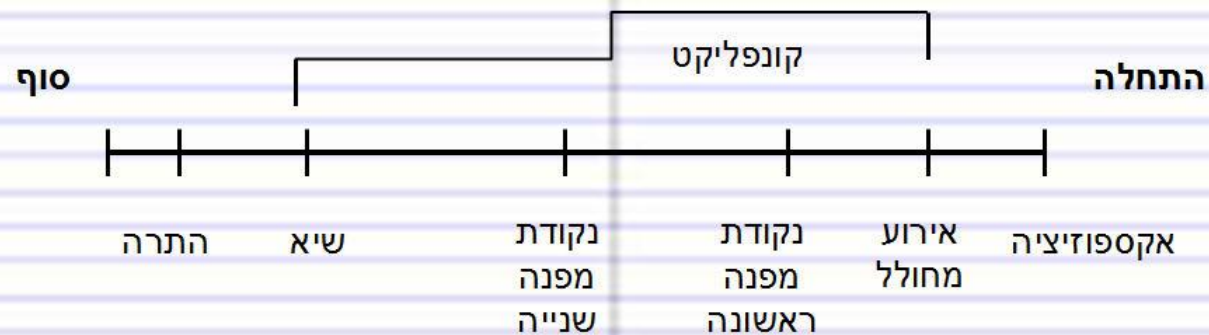 קונפליקט
התחלה
סוף
אקספוזיציה
אירוע
מחולל
נקודת
מפנה
ראשונה
נקודת
מפנה
שנייה
שיא
התרה